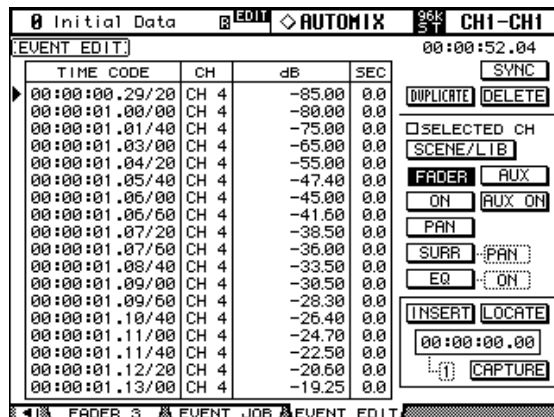 0 Initial Data EDIT AUTOMIX 96k ST CH1-CH1
EVENT EDIT 00:00:52.04
TIME CODE CH dB SEC SYNC
00:00:00.29/20 CH 4 -85.00 0.0 DUPLICATE DELETE
00:00:01.00/00 CH 4 -80.00 0.0
00:00:01.01/40 CH 4 -75.00 0.0 SELECTED CH
00:00:01.03/00 CH 4 -65.00 0.0 SCENE/LIB
00:00:01.04/20 CH 4 -55.00 0.0
00:00:01.05/40 CH 4 -47.40 0.0 FADER AUX
00:00:01.06/00 CH 4 -45.00 0.0 ON AUX ON
00:00:01.06/60 CH 4 -41.60 0.0
00:00:01.07/20 CH 4 -38.50 0.0 PAN
00:00:01.07/60 CH 4 -36.00 0.0 SURR PAN
00:00:01.08/40 CH 4 -33.50 0.0
00:00:01.09/00 CH 4 -30.50 0.0 EQ ON
00:00:01.09/60 CH 4 -28.30 0.0
00:00:01.10/40 CH 4 -26.40 0.0 INSERT LOCATE
00:00:01.11/00 CH 4 -24.70 0.0
00:00:01.11/40 CH 4 -22.50 0.0 00:00:00.00
00:00:01.12/20 CH 4 -20.60 0.0 1 CAPTURE
00:00:01.13/00 CH 4 -19.25 0.0
FADER 3 EVENT JOB EVENT EDIT